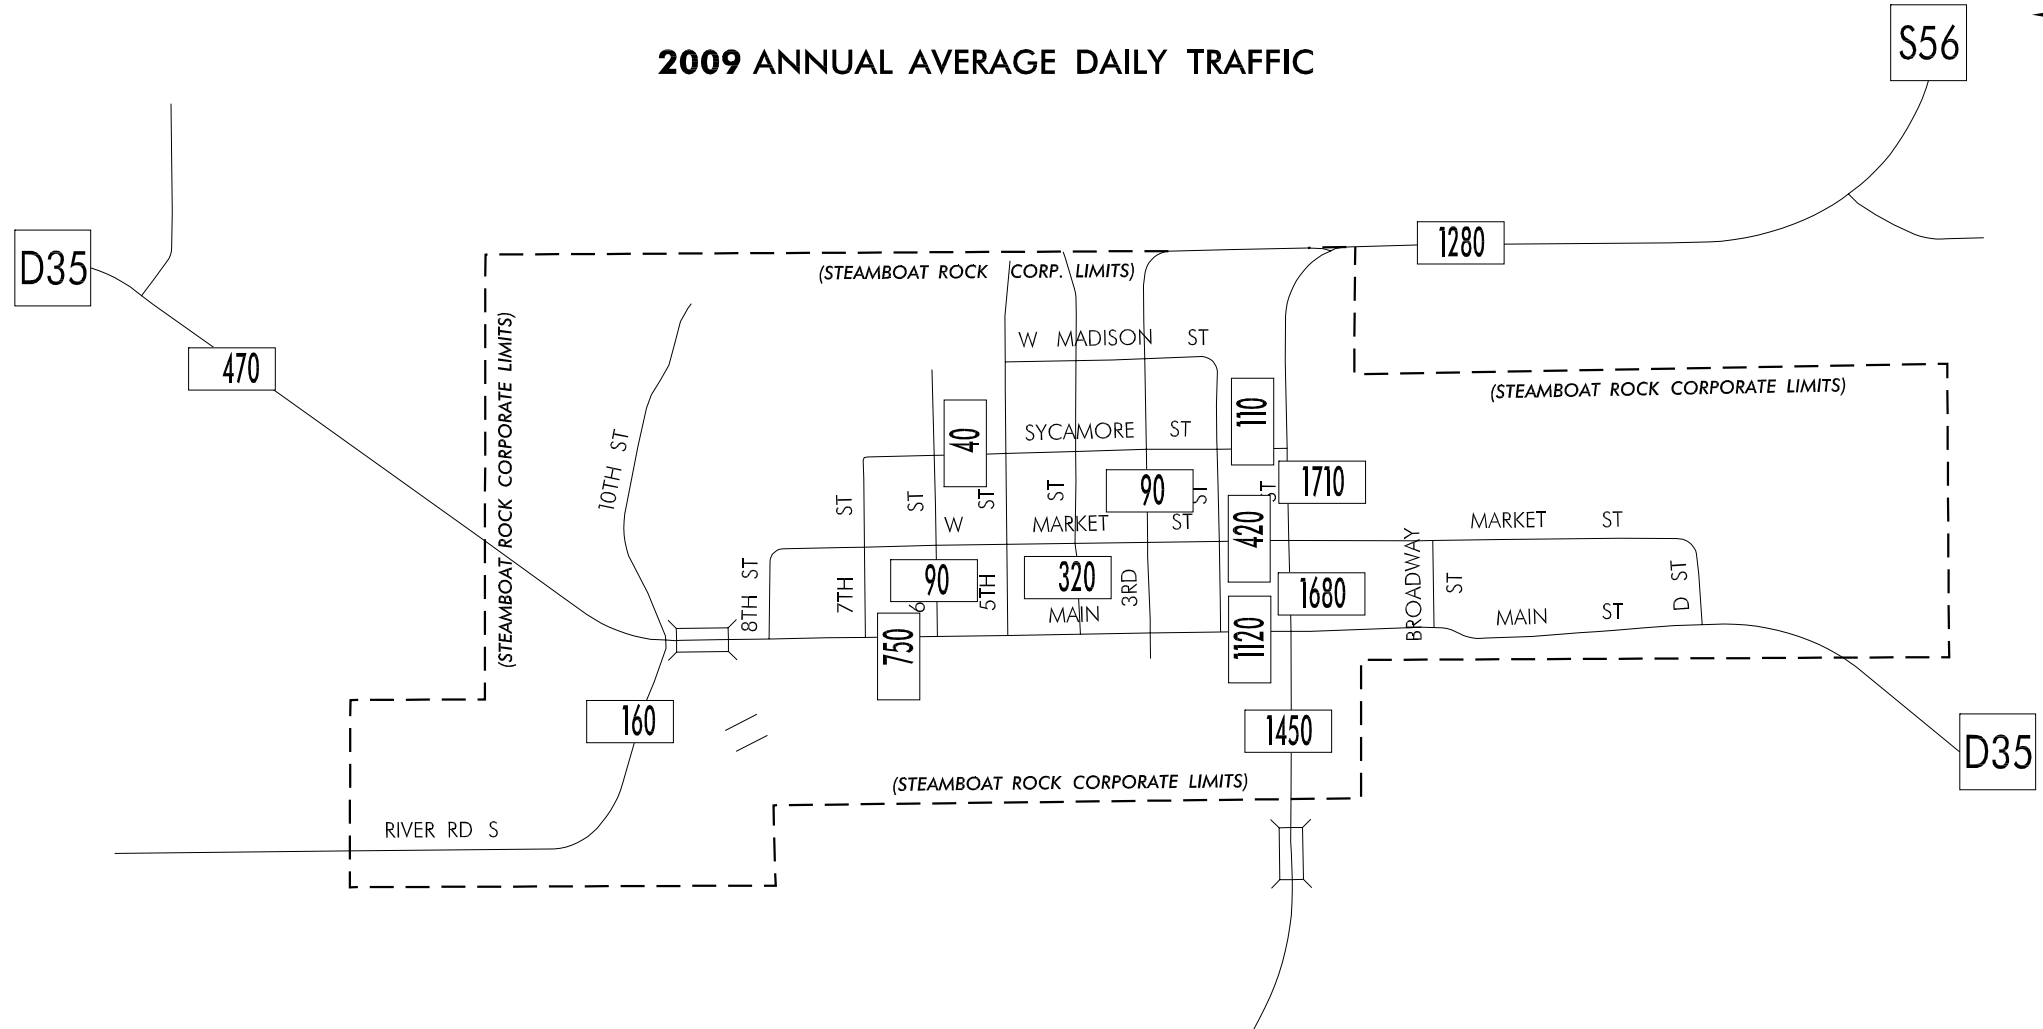 S56
2009 ANNUAL AVERAGE DAILY TRAFFIC
1280
D35
(STEAMBOAT ROCK CORP. LIMITS)
W MADISON ST
470
(STEAMBOAT ROCK CORPORATE LIMITS)
(STEAMBOAT ROCK CORPORATE LIMITS)
110
40
SYCAMORE ST
10TH ST
1710
90
ST
ST
ST
ST
ST
ST
W MARKET ST
MARKET ST
420
BROADWAY
ST
8TH ST
7TH
90
6
5TH
320
3RD
1680
D ST
MAIN
MAIN ST
750
1120
160
1450
D35
(STEAMBOAT ROCK CORPORATE LIMITS)
RIVER RD S